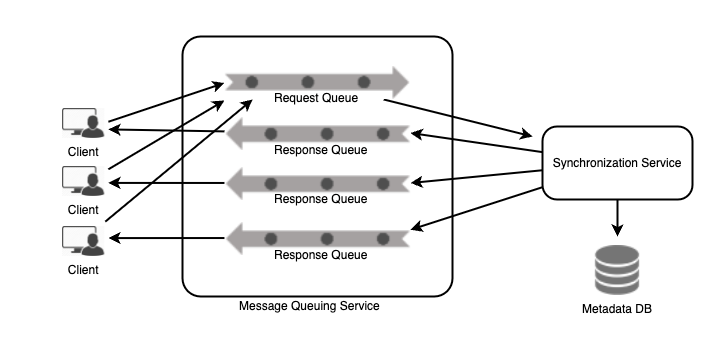 Request Queue
Client
Response Queue
Synchronization Service
Client
Response Queue
Client
Response Queue
Message Queuing Service
Metadata DB